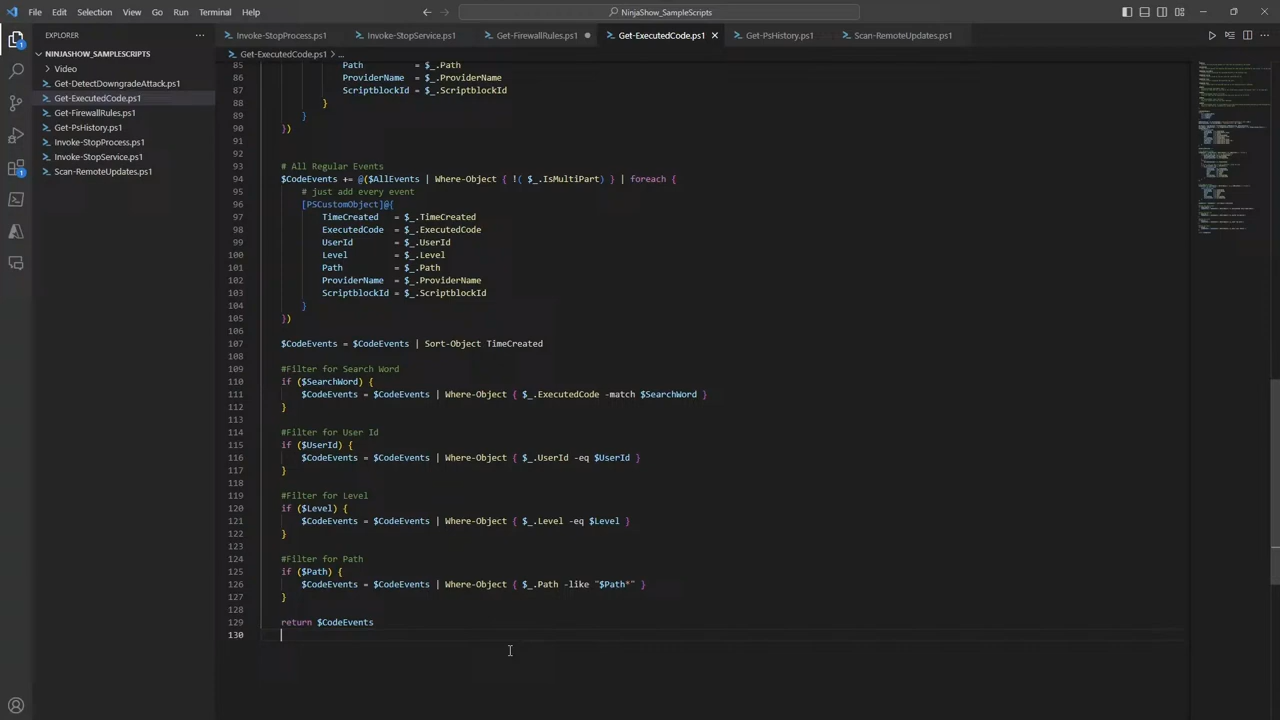 File Edit Selection View Go Run Terminal Help
NinjaShow_SampleScripts
EXPLORER
Invoke-StopProcess.ps1 Invoke-StopService.ps1 Get-FirewallRules.ps1 Get-ExecutedCode.ps1 Get-PsHistory.ps1 Scan-RemoteUpdates.ps1
NINJASHOW_SAMPLESCRIPTS
Get-ExecutedCode.ps1 > ...
Video
Get-DetectDowngradeAttack.ps1
Get-ExecutedCode.ps1
Get-FirewallRules.ps1
Get-PsHistory.ps1
Invoke-StopProcess.ps1
Invoke-StopService.ps1
Scan-RemoteUpdates.ps1
1
1
85 Path = $_.Path
86 ProviderName = $_.ProviderName
87 ScriptblockId = $_.ScriptblockId
88 }
89 }
90 })
91
92
93 # All Regular Events
94 $CodeEvents += @($AllEvents | Where-Object { !( $_.IsMultiPart) } | foreach {
95 # just add every event
96 [PSCustomObject]@{
97 TimeCreated = $_.TimeCreated
98 ExecutedCode = $_.ExecutedCode
99 UserId = $_.UserId
100 Level = $_.Level
101 Path = $_.Path
102 ProviderName = $_.ProviderName
103 ScriptblockId = $_.ScriptblockId
104 }
105 })
106
107 $CodeEvents = $CodeEvents | Sort-Object TimeCreated
108
109 #Filter for Search Word
110 if ($SearchWord) {
111 $CodeEvents = $CodeEvents | Where-Object { $_.ExecutedCode -match $SearchWord }
112 }
113
114 #Filter for User Id
115 if ($UserId) {
116 $CodeEvents = $CodeEvents | Where-Object { $_.UserId -eq $UserId }
117 }
118
119 #Filter for Level
120 if ($Level) {
121 $CodeEvents = $CodeEvents | Where-Object { $_.Level -eq $Level }
122 }
123
124 #Filter for Path
125 if ($Path) {
126 $CodeEvents = $CodeEvents | Where-Object { $_.Path -like "$Path*" }
127 }
128
129 return $CodeEvents
130